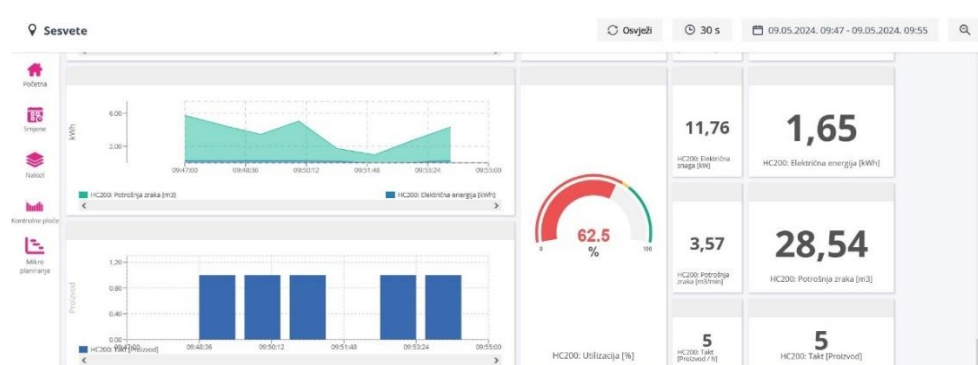 Sesvete
Osvježi
30 s
09.05.2024. 09:47 - 09.05.2024. 09:55
Početna
Smjene
Nalozi
Kontrolne ploče
Mikro
planiranje
kWh
6.00
2.00
09:47:00 09:48:36 09:50:12 09:51:48 09:53:24 09:55:00
HC200: Potrošnja zraka [m3]
HC200: Električna energija [kWh]
Proizvod
1.20
0.80
0.40
0.00
09:47:00 09:48:36 09:50:12 09:51:48 09:53:24 09:55:00
HC200: Takt [Proizvod]
62.5
%
0
100
HC200: Utilizacija [%]
11,76
HC200: Električna
snaga [kW]
1,65
HC200: Električna energija [kWh]
3,57
HC200: Potrošnja
zraka [m3/min]
28,54
HC200: Potrošnja zraka [m3]
5
HC200: Takt
[Proizvod / h]
5
HC200: Takt [Proizvod]